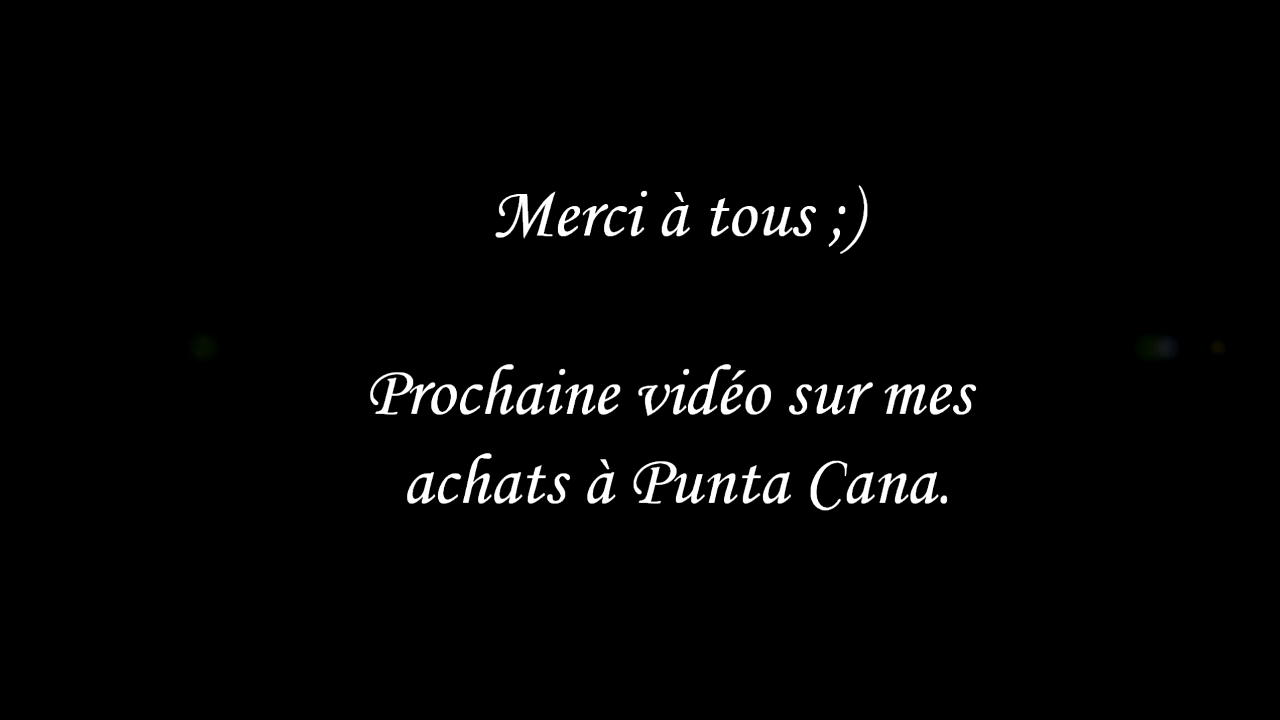 Merci à tous ;)
Prochaine vidéo sur mes
achats à Punta Cana.